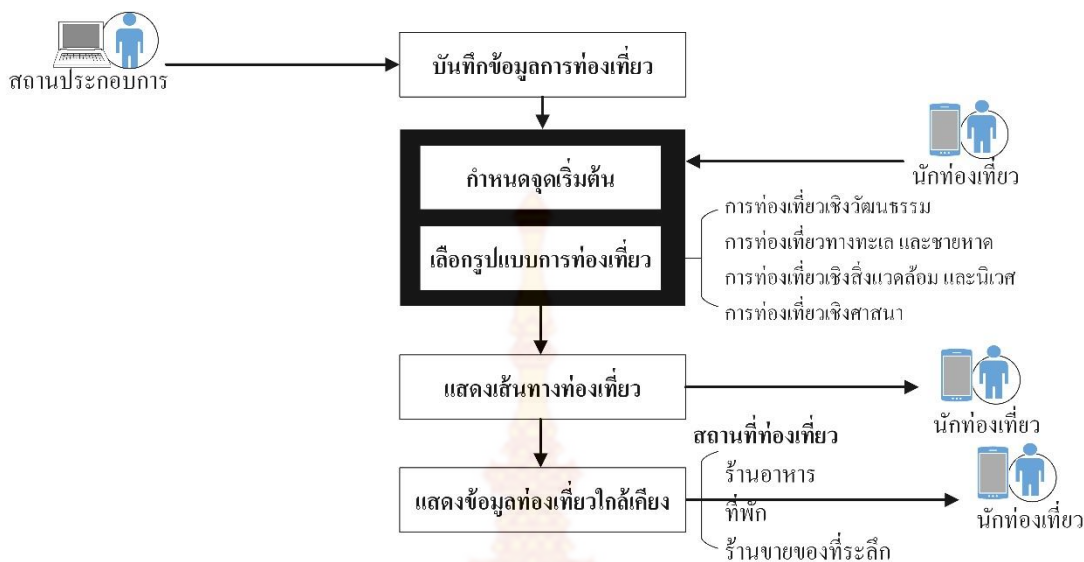 สถานประกอบการ
บันทึกข้อมูลการท่องเที่ยว
กำหนดจุดเริ่มต้น
นักท่องเที่ยว
เลือกรูปแบบการท่องเที่ยว
การท่องเที่ยวเชิงวัฒนธรรม
การท่องเที่ยวทางทะเล และชายหาด
การท่องเที่ยวเชิงสิ่งแวดล้อม และนิเวศ
การท่องเที่ยวเชิงศาสนา
แสดงเส้นทางท่องเที่ยว
นักท่องเที่ยว
แสดงข้อมูลท่องเที่ยวใกล้เคียง
สถานที่ท่องเที่ยว
ร้านอาหาร
ที่พัก
ร้านขายของที่ระลึก
นักท่องเที่ยว